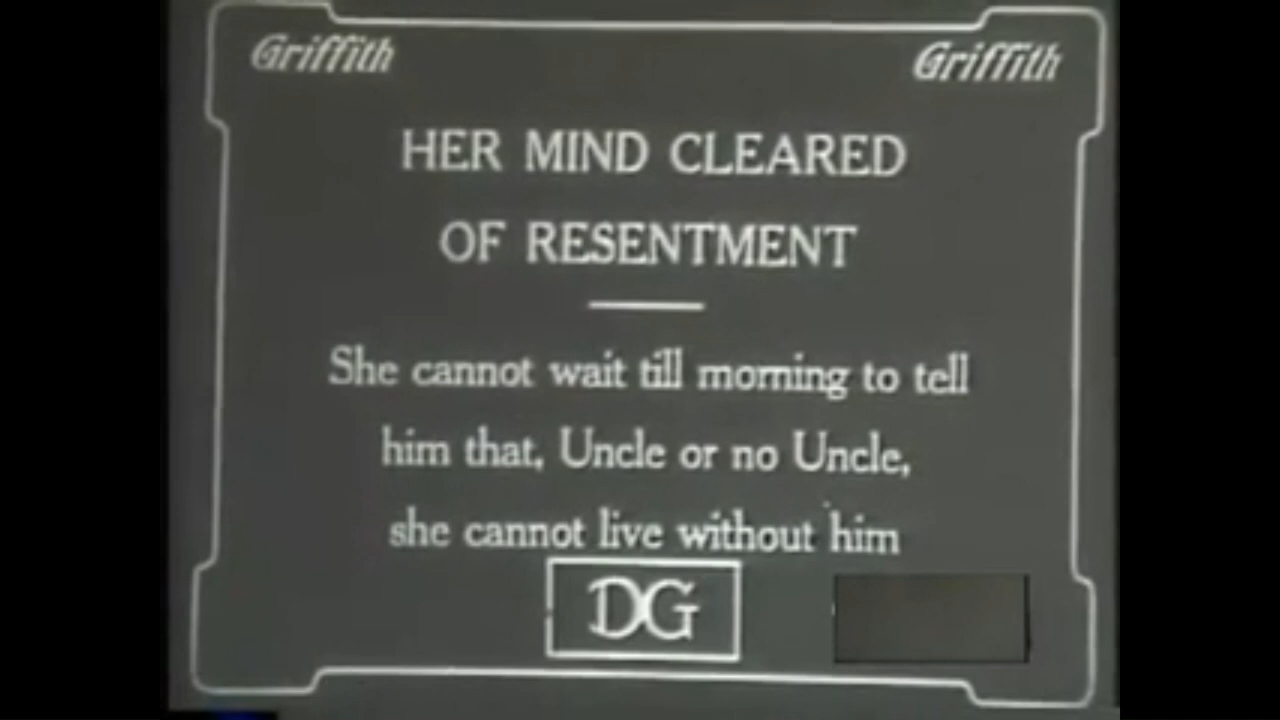 Griffith Griffith
HER MIND CLEARED
OF RESENTMENT
She cannot wait till morning to tell
him that, Uncle or no Uncle,
she cannot live without him
DG